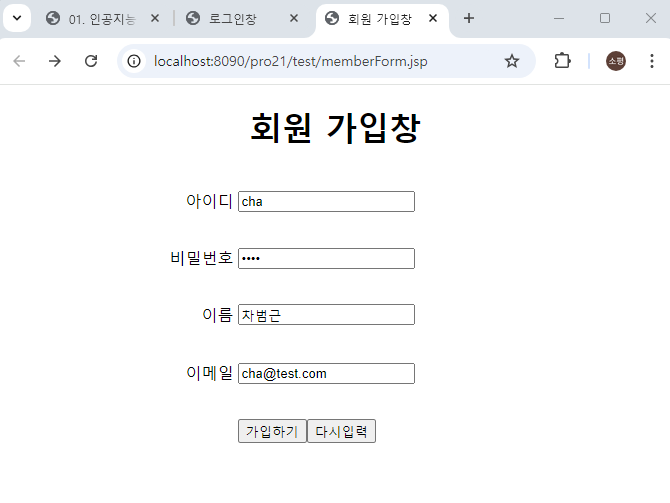 01. 인공지능
로그인창
회원 가입창
localhost:8090/pro21/test/memberForm.jsp
소평
회원 가입창
아이디 cha
비밀번호 ••••
이름 차범근
이메일 cha@test.com
가입하기 다시입력